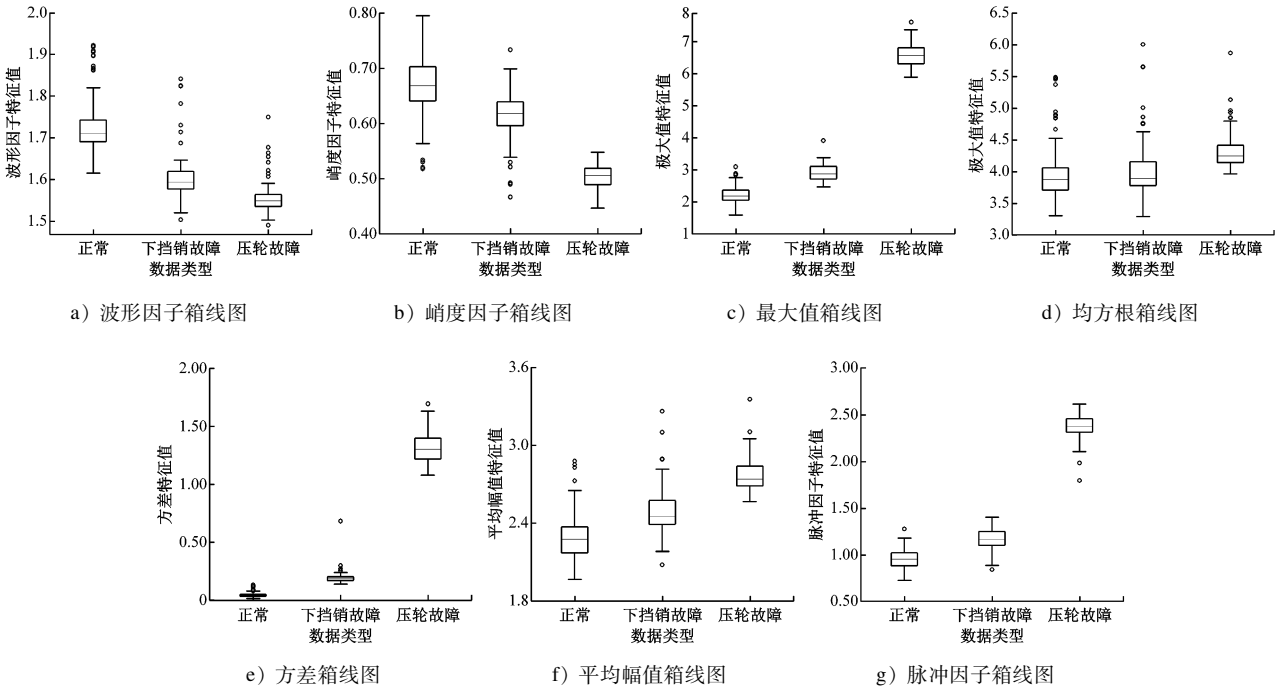 波形因子特征值
2.0
1.9
1.8
1.7
1.6
1.5
正常 下挡销故障 压轮故障
数据类型
a）波形因子箱线图
峭度因子特征值
0.80
0.70
0.60
0.50
0.40
正常 下挡销故障 压轮故障
数据类型
b）峭度因子箱线图
极大值特征值
8
7
6
5
4
3
2
1
正常 下挡销故障 压轮故障
数据类型
c）最大值箱线图
极大值特征值
6.5
6.0
5.5
5.0
4.5
4.0
3.5
3.0
正常 下挡销故障 压轮故障
数据类型
d）均方根箱线图
方差特征值
2.00
1.50
1.00
0.50
0
正常 下挡销故障 压轮故障
数据类型
e）方差箱线图
平均幅值特征值
3.6
3.0
2.4
1.8
正常 下挡销故障 压轮故障
数据类型
f）平均幅值箱线图
脉冲因子特征值
3.00
2.50
2.00
1.50
1.00
0.50
正常 下挡销故障 压轮故障
数据类型
g）脉冲因子箱线图